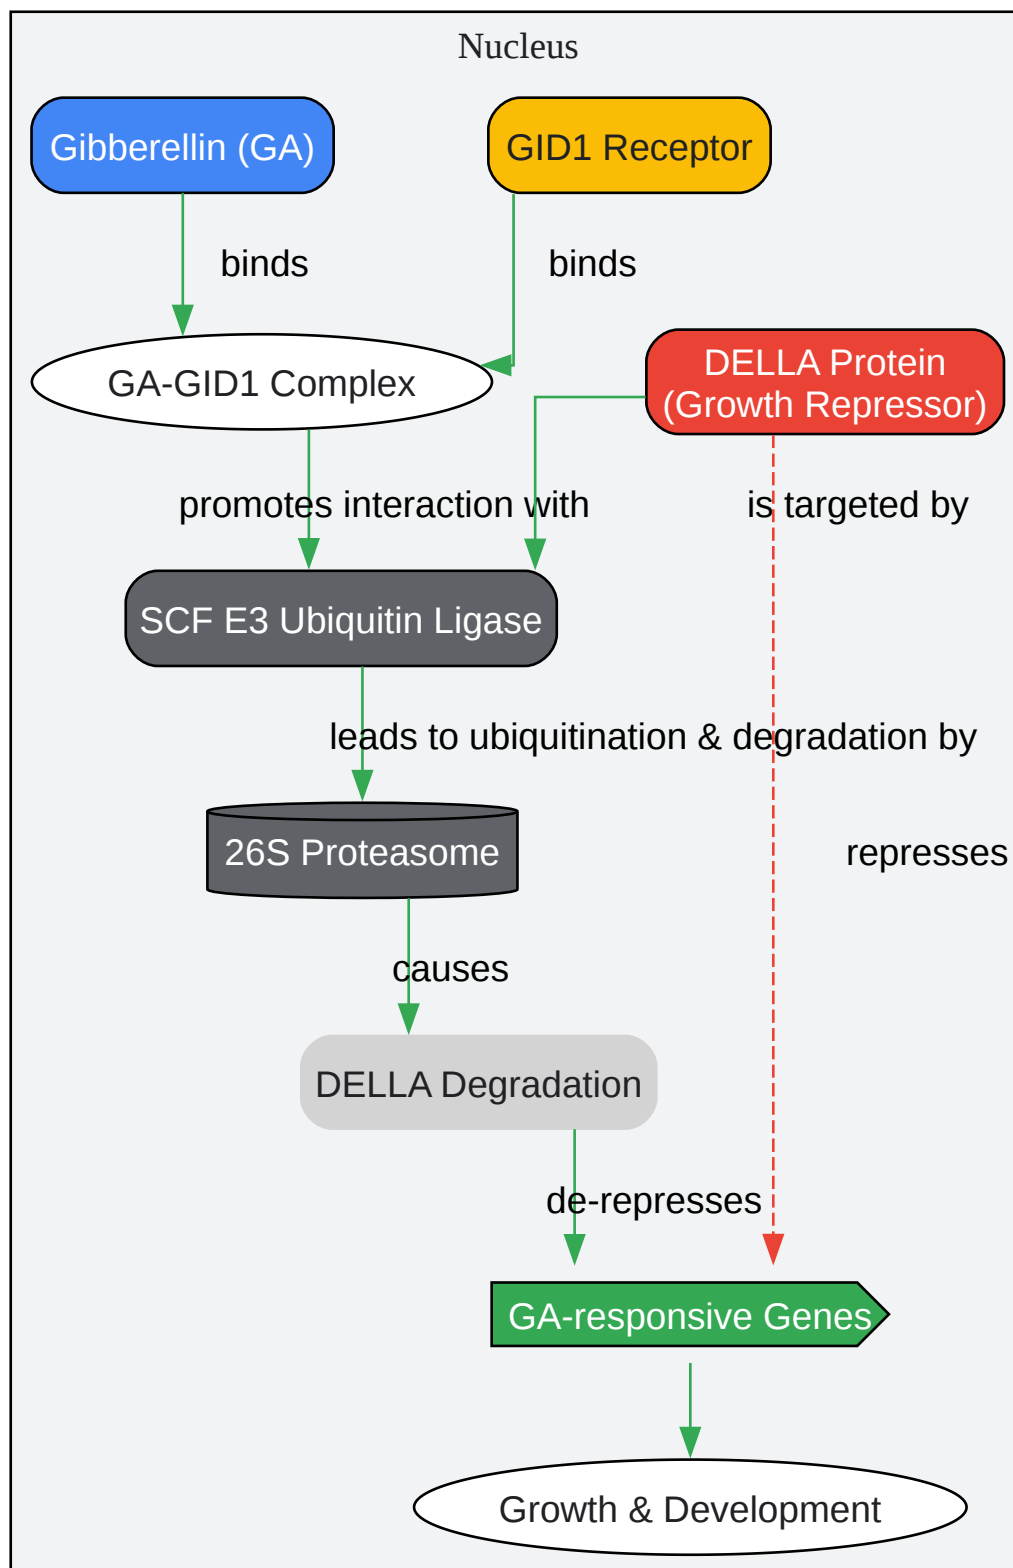 Nucleus
Gibberellin (GA)
GID1 Receptor
binds
binds
GA-GID1 Complex
DELLA Protein
(Growth Repressor)
promotes interaction with
is targeted by
SCF E3 Ubiquitin Ligase
leads to ubiquitination & degradation by
26S Proteasome
represses
causes
DELLA Degradation
de-represses
GA-responsive Genes
Growth & Development